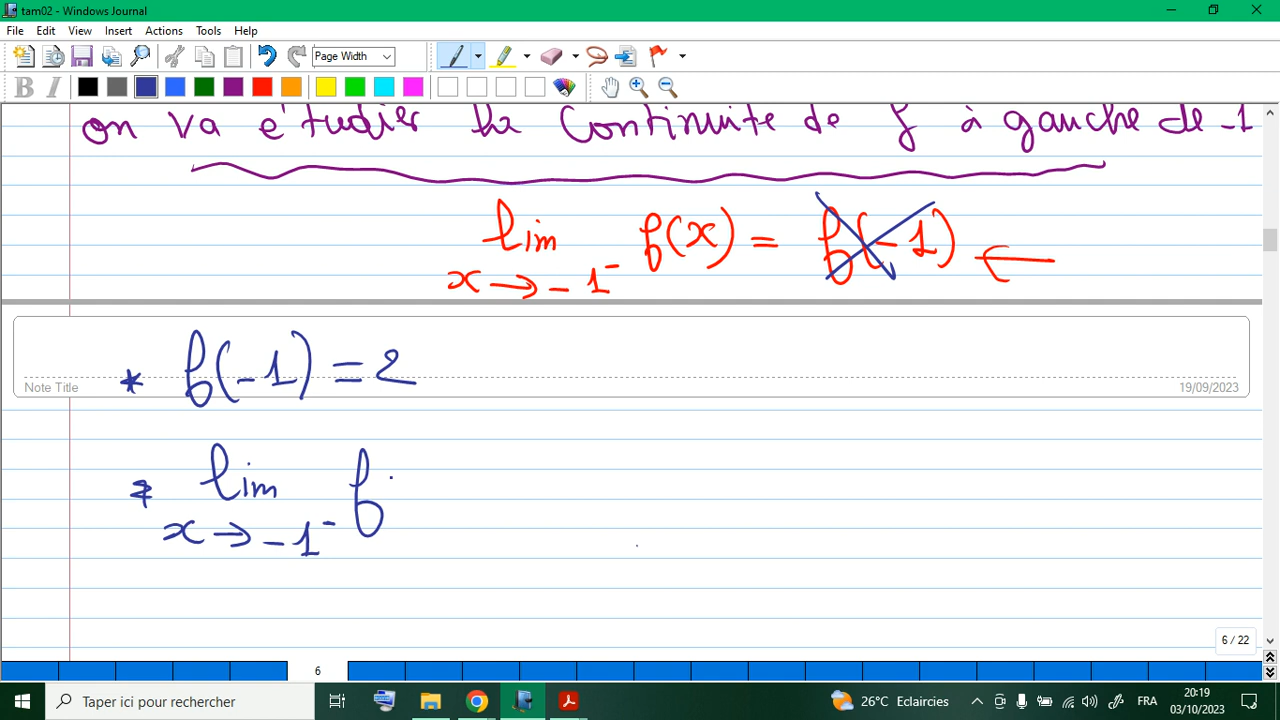 tam02 - Windows Journal
File Edit View Insert Actions Tools Help
Page Width
B I
on va étudier la Continuite de f à gauche de -1
lim f(x) = f(-1) ←
x → -1⁻
* f(-1) = 2
Note Title
19/09/2023
* lim f
x → -1⁻
6 / 22
6
Taper ici pour rechercher
26°C Eclaircies
FRA
20:19
03/10/2023